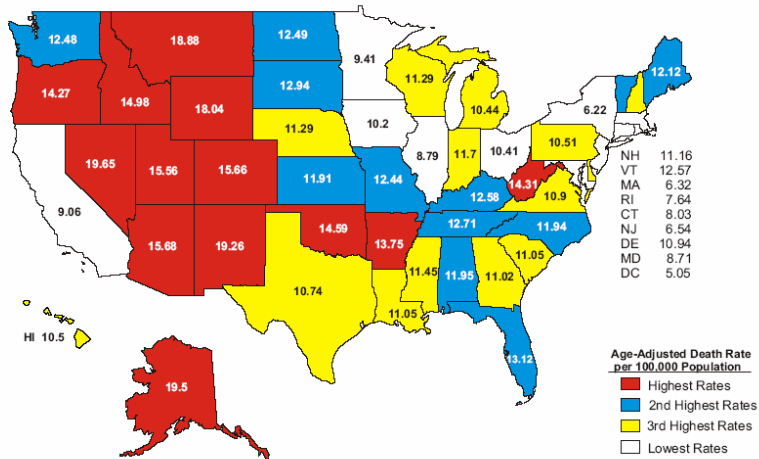 12.48
18.88
12.49
9.41
12.12
14.27
14.98
18.04
12.94
11.29
10.44
6.22
19.65
15.56
15.66
11.29
10.2
8.79
11.7
10.41
10.51
9.06
11.91
12.44
12.58
14.31
10.9
15.68
19.26
14.59
13.75
12.71
11.94
10.74
11.05
11.45
11.95
11.02
11.05
13.12
HI 10.5
19.5
NH 11.16
VT 12.57
MA 6.32
RI 7.64
CT 8.03
NJ 6.54
DE 10.94
MD 8.71
DC 5.05
Age-Adjusted Death Rate
per 100,000 Population
Highest Rates
2nd Highest Rates
3rd Highest Rates
Lowest Rates